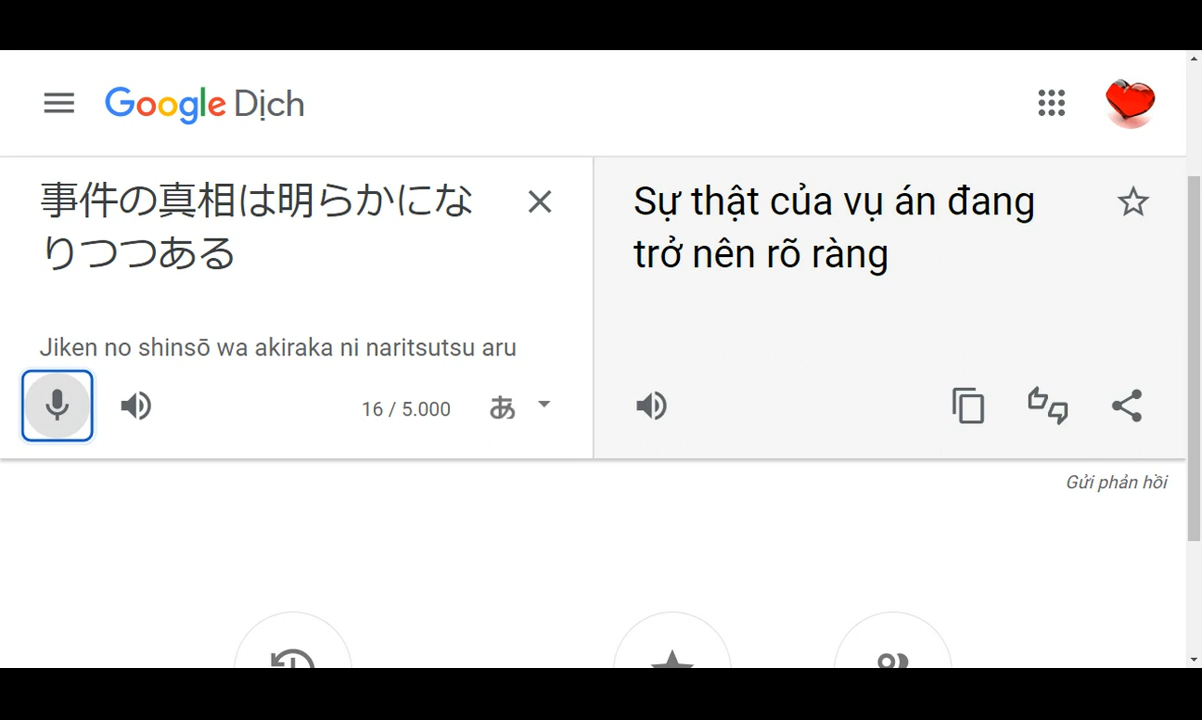 Google Dịch
事件の真相は明らかにな
りつつある
Jiken no shinsō wa akiraka ni naritsutsu aru
16 / 5.000
あ
Sự thật của vụ án đang
trở nên rõ ràng
Gửi phản hồi